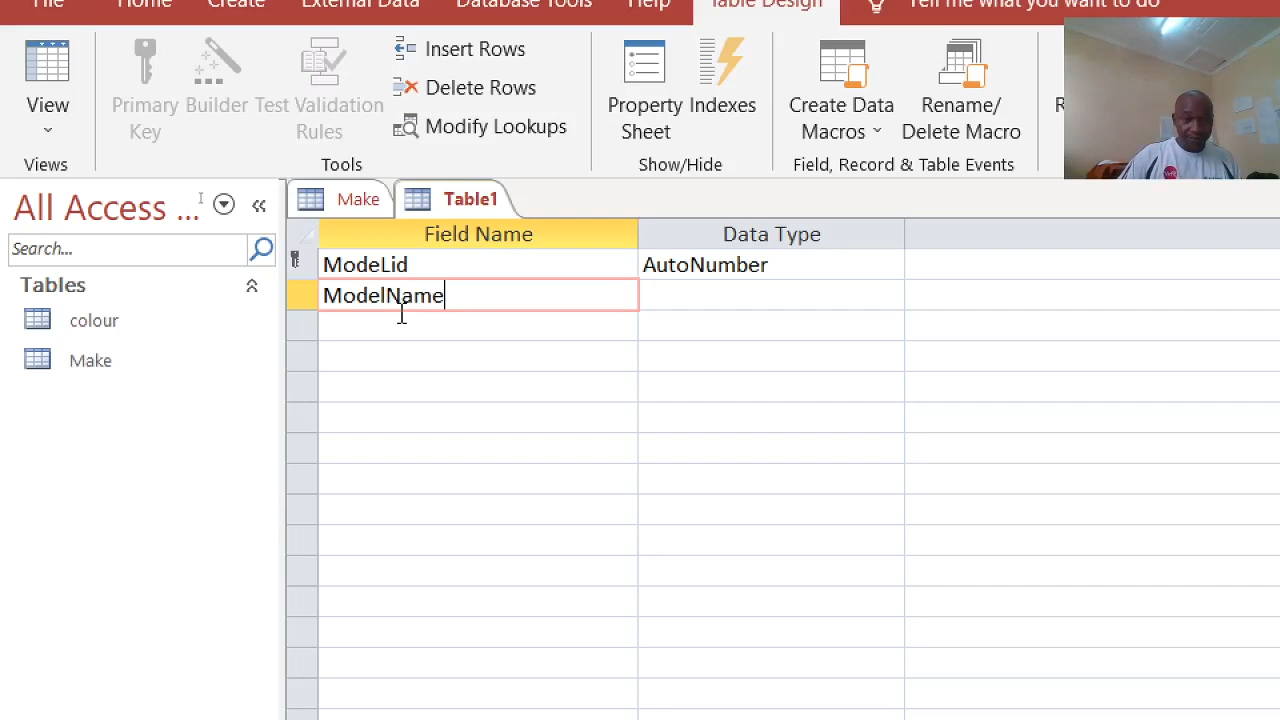 File Home Create External Data Database Tools Help Table Design Tell me what you want to do
View
Views
Primary Key
Builder
Test Validation Rules
Insert Rows
Delete Rows
Modify Lookups
Tools
Property Sheet
Indexes
Show/Hide
Create Data Macros
Rename/ Delete Macro
Field, Record & Table Events
All Access ...
Search...
Tables
colour
Make
Make Table1
Field Name Data Type
ModeLid AutoNumber
ModelName